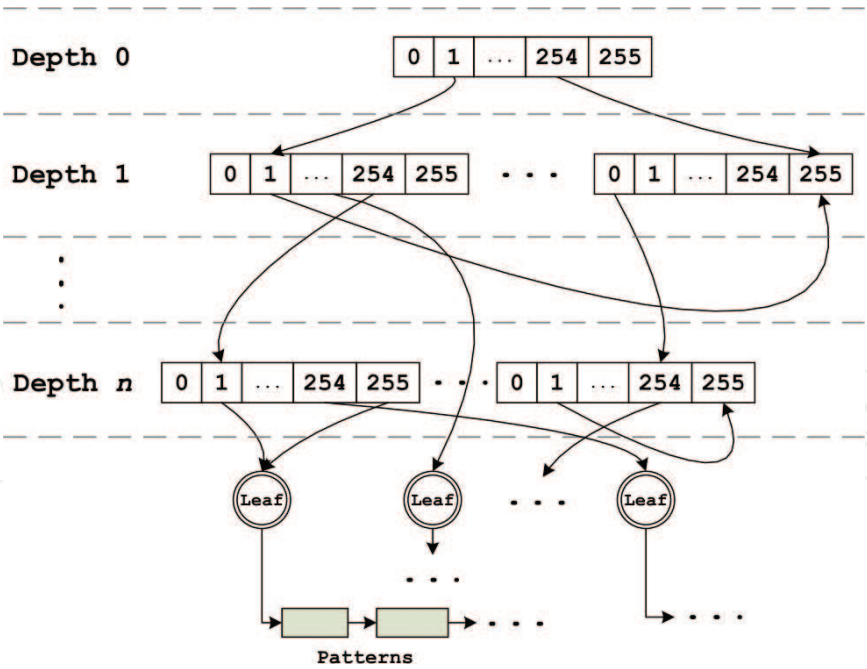 Depth 0
0 1 ... 254 255
Depth 1
0 1 ... 254 255 ... 0 1 ... 254 255
Depth n
0 1 ... 254 255 ... 0 1 ... 254 255
Leaf Leaf ... Leaf
Patterns